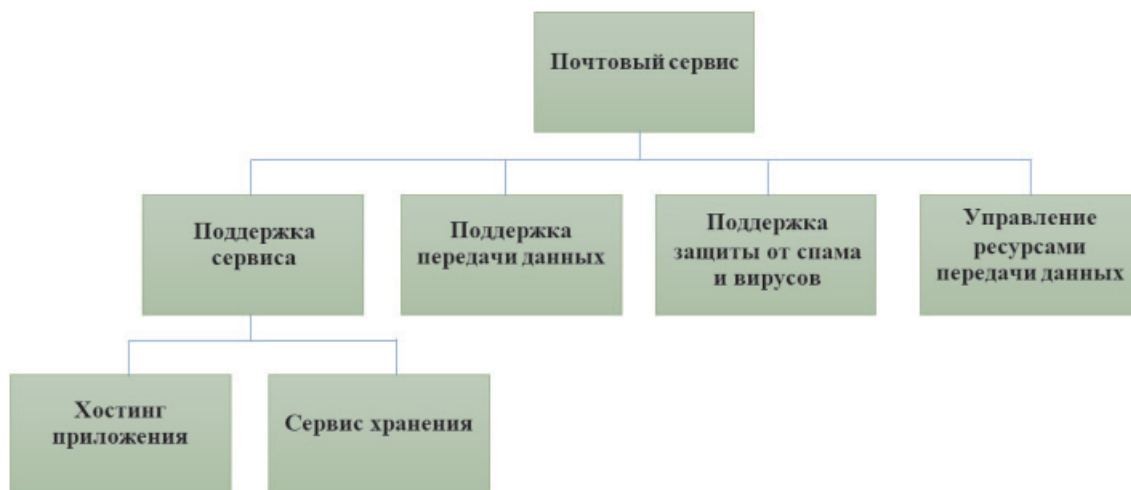 Почтовый сервис
Поддержка
сервиса
Поддержка
передачи данных
Поддержка
защиты от спама
и вирусов
Управление
ресурсами
передачи данных
Хостинг
приложения
Сервис хранения